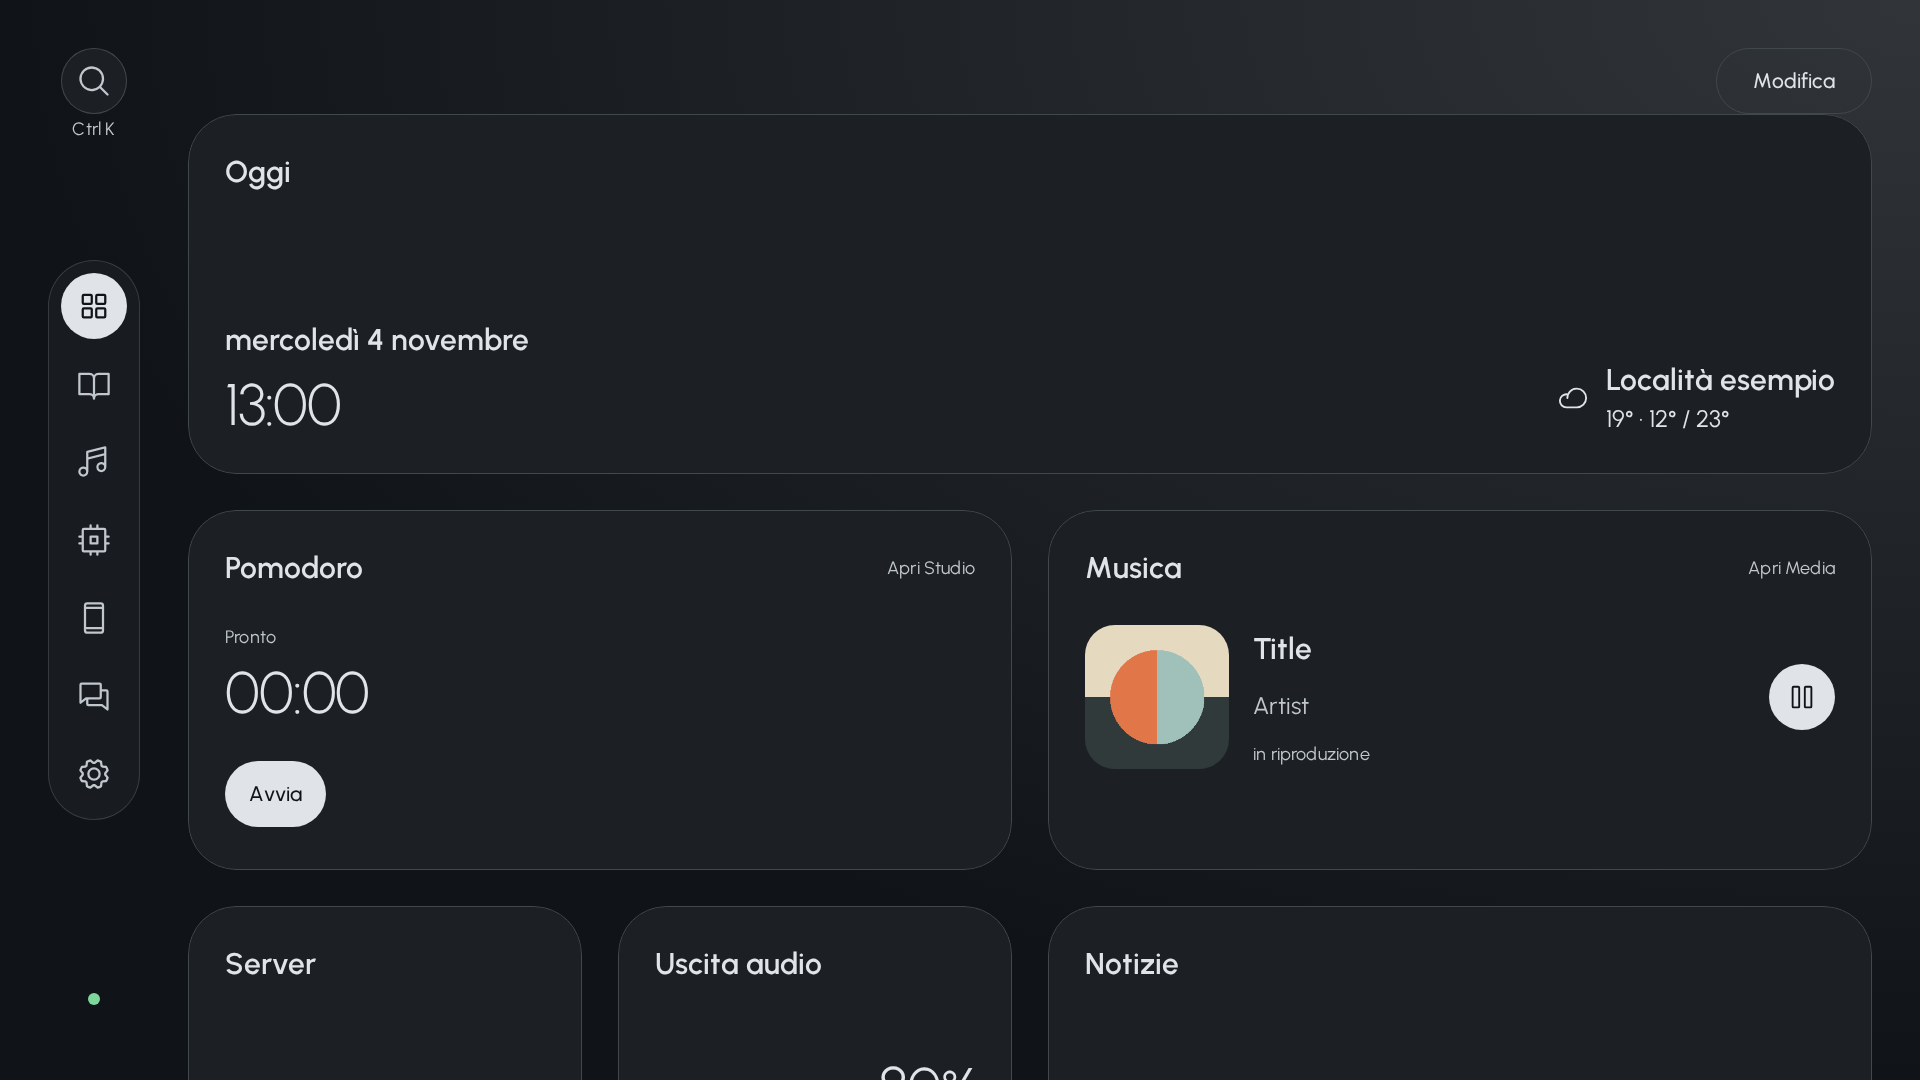 Modifica
Ctrl K
Oggi
mercoledì 4 novembre
13:00
Località esempio
19° · 12° / 23°
Pomodoro
Apri Studio
Pronto
00:00
Avvia
Musica
Apri Media
Title
Artist
in riproduzione
Server
Uscita audio
Notizie